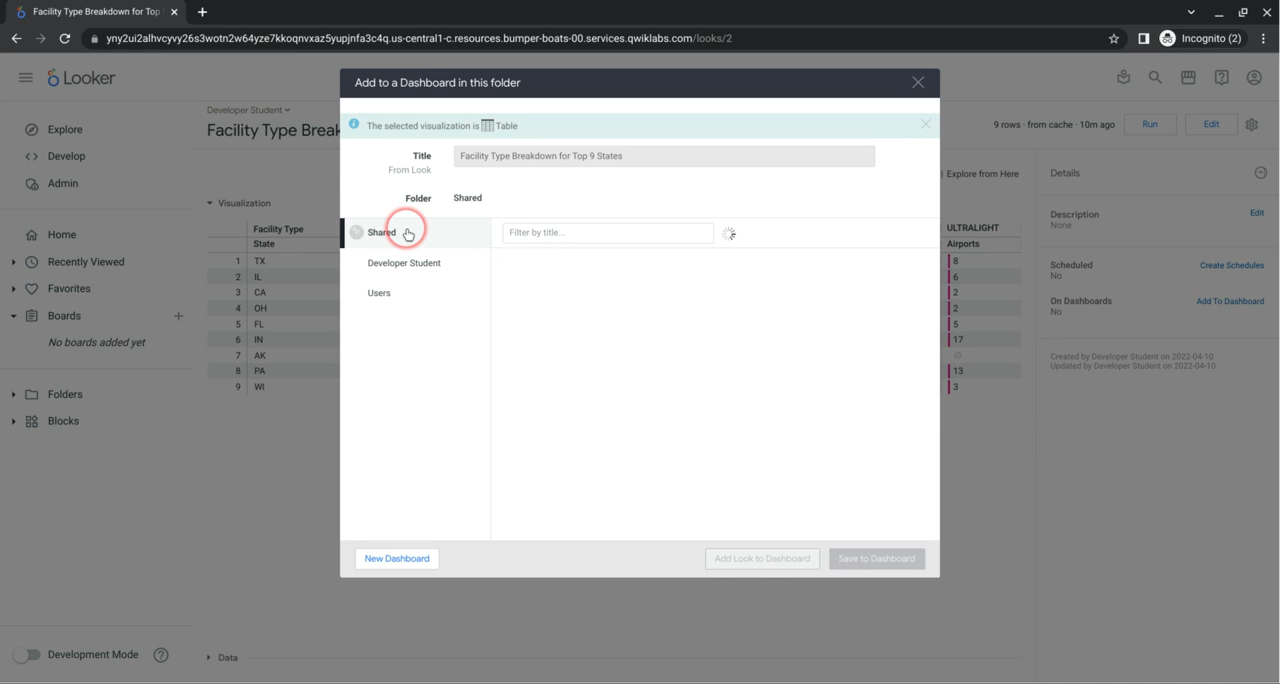 Facility Type Breakdown for Top
yny2ui2alhvcyvy26s3wotn2w64yze7kkoqnvxaz5yupjnfa3c4q.us-central1-c.resources.bumper-boats-00.services.qwiklabs.com/looks/2
Incognito (2)
Looker
Add to a Dashboard in this folder
Explore
Develop
Admin
Home
Recently Viewed
Favorites
Boards
No boards added yet
Folders
Blocks
Development Mode
Developer Student
Facility Type Break
9 rows · from cache · 10m ago
Run
Edit
Explore from Here
Visualization
Facility Type
State
1 TX
2 IL
3 CA
4 OH
5 FL
6 IN
7 AK
8 PA
9 WI
Data
The selected visualization is Table
Title
From Look
Facility Type Breakdown for Top 9 States
Folder
Shared
Shared
Developer Student
Users
Filter by title...
New Dashboard
Add Look to Dashboard
Save to Dashboard
ULTRALIGHT
Airports
8
6
2
2
5
17
∅
13
3
Details
Description
None
Edit
Scheduled
No
Create Schedules
On Dashboards
No
Add To Dashboard
Created by Developer Student on 2022-04-10
Updated by Developer Student on 2022-04-10